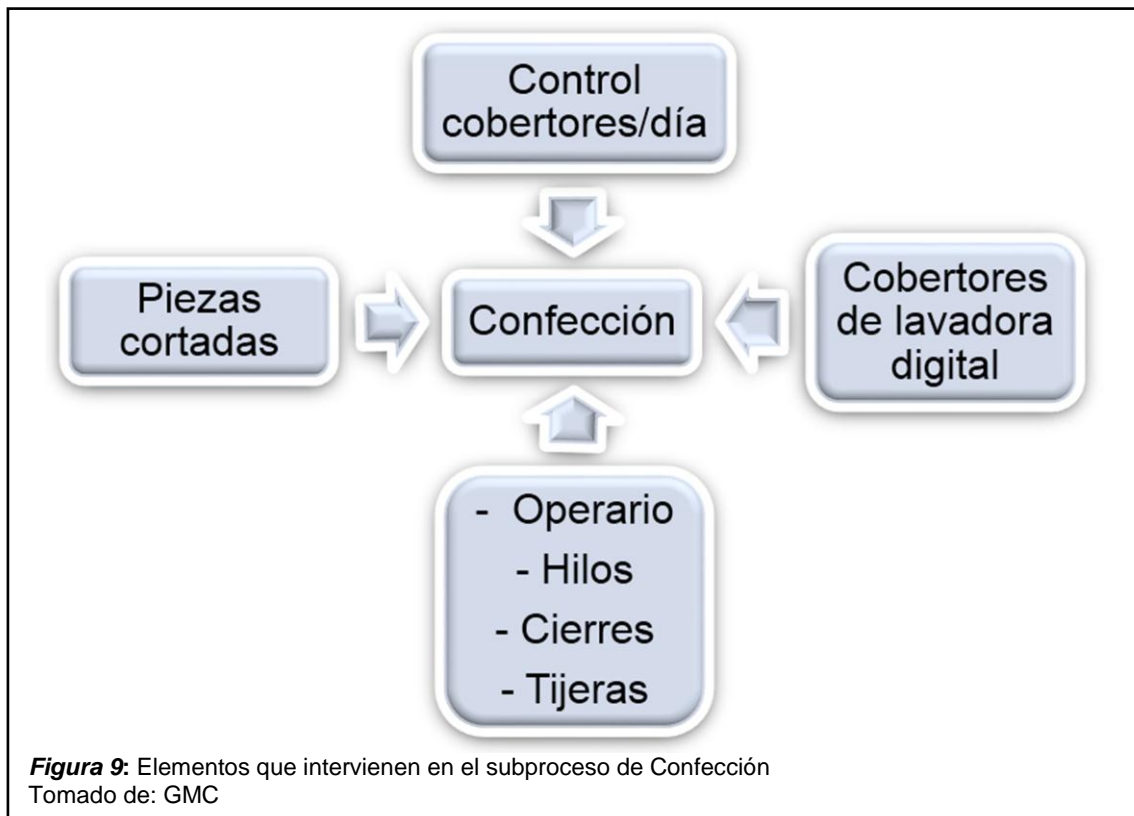 Control
cobertores/día
Piezas
cortadas
Confección
Cobertores
de lavadora
digital
- Operario
- Hilos
- Cierres
- Tijeras
Figura 9: Elementos que intervienen en el subproceso de Confección
Tomado de: GMC